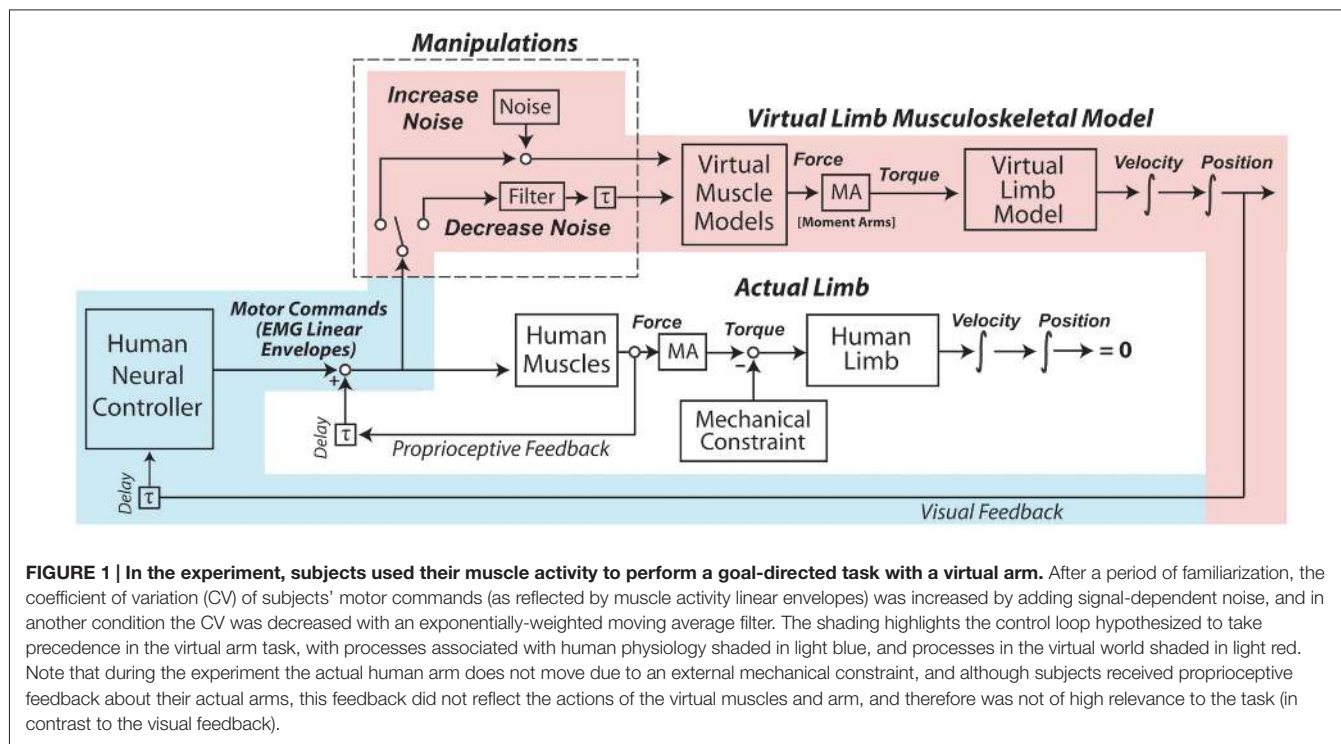 Manipulations
Increase
Noise
Noise
Filter
τ
Decrease Noise
Virtual Limb Musculoskeletal Model
Virtual
Muscle
Models
Force
MA
[Moment Arms]
Torque
Virtual
Limb
Model
Velocity
∫
Position
∫
Human
Neural
Controller
Motor Commands
(EMG Linear
Envelopes)
+
Actual Limb
Human
Muscles
Force
MA
Torque
−
Human
Limb
Velocity
∫
Position
∫
= 0
Mechanical
Constraint
Delay
τ
Proprioceptive Feedback
Delay
τ
Visual Feedback
FIGURE 1 | In the experiment, subjects used their muscle activity to perform a goal-directed task with a virtual arm. After a period of familiarization, the
coefficient of variation (CV) of subjects’ motor commands (as reflected by muscle activity linear envelopes) was increased by adding signal-dependent noise, and in
another condition the CV was decreased with an exponentially-weighted moving average filter. The shading highlights the control loop hypothesized to take
precedence in the virtual arm task, with processes associated with human physiology shaded in light blue, and processes in the virtual world shaded in light red.
Note that during the experiment the actual human arm does not move due to an external mechanical constraint, and although subjects received proprioceptive
feedback about their actual arms, this feedback did not reflect the actions of the virtual muscles and arm, and therefore was not of high relevance to the task (in
contrast to the visual feedback).